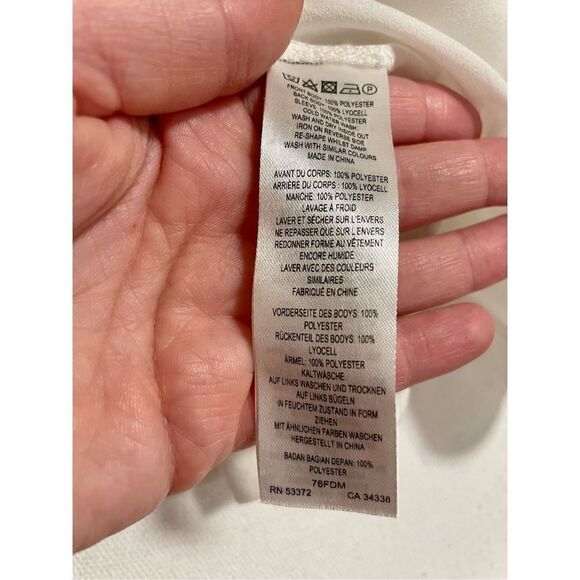 FRONT BODY: 100% POLYESTER
BACK BODY: 100% LYOCELL
SLEEVE: 100% POLYESTER
COLD WATER WASH
WASH AND DRY INSIDE OUT
IRON ON REVERSE SIDE
RE-SHAPE WHILST DAMP
WASH WITH SIMILAR COLOURS
MADE IN CHINA
AVANT DU CORPS: 100% POLYESTER
ARRIÈRE DU CORPS : 100% LYOCELL
MANCHE: 100% POLYESTER
LAVAGE À FROID
LAVER ET SÉCHER SUR L'ENVERS
NE REPASSER QUE SUR L'ENVERS
REDONNER FORME AU VÊTEMENT
ENCORE HUMIDE
LAVER AVEC DES COULEURS
SIMILAIRES
FABRIQUÉ EN CHINE
VORDERSEITE DES BODYS: 100%
POLYESTER
RÜCKENTEIL DES BODYS: 100%
LYOCELL
ÄRMEL: 100% POLYESTER
KALTWÄSCHE
AUF LINKS WASCHEN UND TROCKNEN
AUF LINKS BÜGELN
IN FEUCHTEM ZUSTAND IN FORM
ZIEHEN
MIT ÄHNLICHEN FARBEN WASCHEN
HERGESTELLT IN CHINA
BADAN BAGIAN DEPAN: 100%
POLYESTER
76FDM
RN 53372 CA 34338